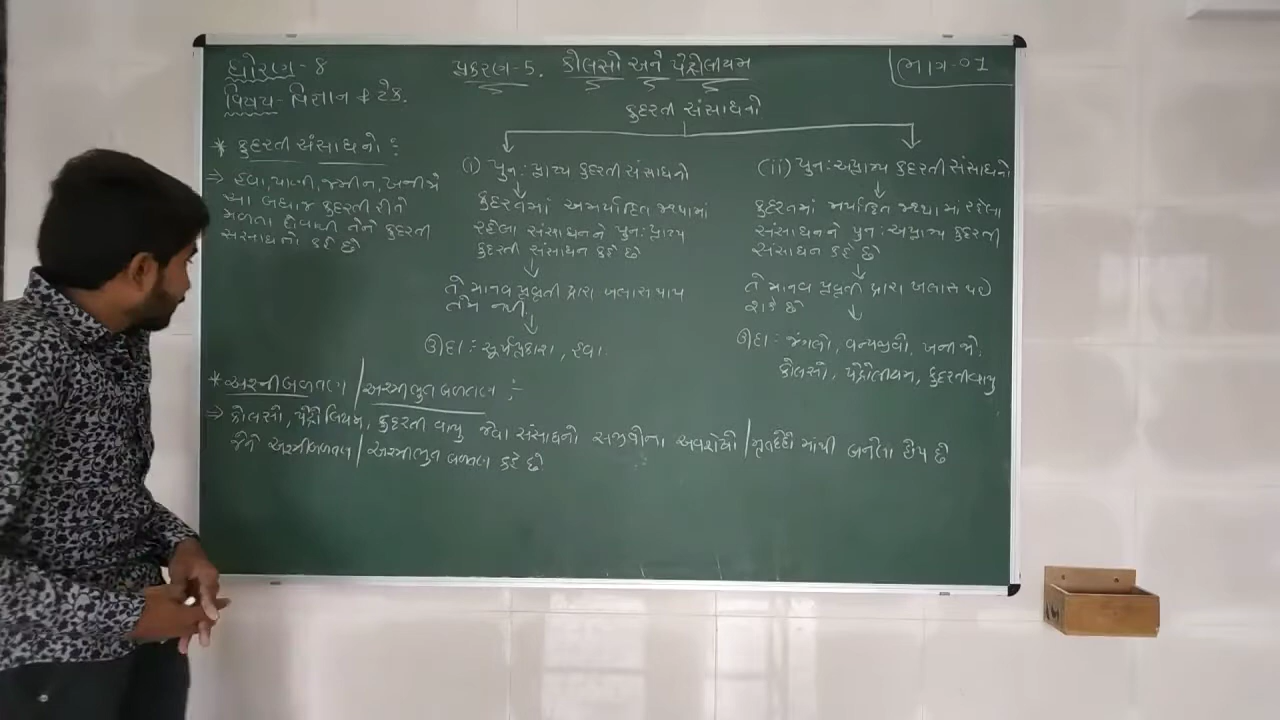 ધોરણ-8
પ્રકરણ-5. કોલસો અને પેટ્રોલીયમ
ભાગ-01
વિષય- વિજ્ઞાન & ટેક.
કુદરતી સંસાધનો
* કુદરતી સંસાધનો :
⇒ હવા, પાણી, જમીન, ખનીજો
આ બધાજ કુદરતી રીતે
મળતા હોવાથી તેને કુદરતી
સંસાધનો કહે છે
(i) પુન: પ્રાપ્ય કુદરતી સંસાધનો
કુદરતમાં અમર્યાદિત જથ્થામાં
રહેલા સંસાધનને પુન: પ્રાપ્ય
કુદરતી સંસાધન કહે છે
તે માનવ પ્રવૃતી દ્વારા ખલાસ થાય
તેમ નથી.
ઉદા :- સૂર્યપ્રકાશ, હવા.
(ii) પુન: અપ્રાપ્ય કુદરતી સંસાધનો
કુદરતમાં મર્યાદિત જથ્થામાં રહેલા
સંસાધનને પુન: અપ્રાપ્ય કુદરતી
સંસાધન કહે છે
તે માનવ પ્રવૃતી દ્વારા ખલાસ થઇ
શકે છે
ઉદા :- જંગલો, વન્યજીવો, ખનીજો.
કોલસો, પેટ્રોલીયમ, કુદરતીવાયુ
* અશ્મીબળતણ / અશ્મીભુત બળતણ :-
⇒ કોલસો, પેટ્રોલિયમ, કુદરતી વાયુ જેવા સંસાધનો સજીવોના અવશેષો / મૃતદેહો માંથી બનેલા હોય છે
જેને અશ્મીબળતણ / અશ્મીભુત બળતણ કહે છે